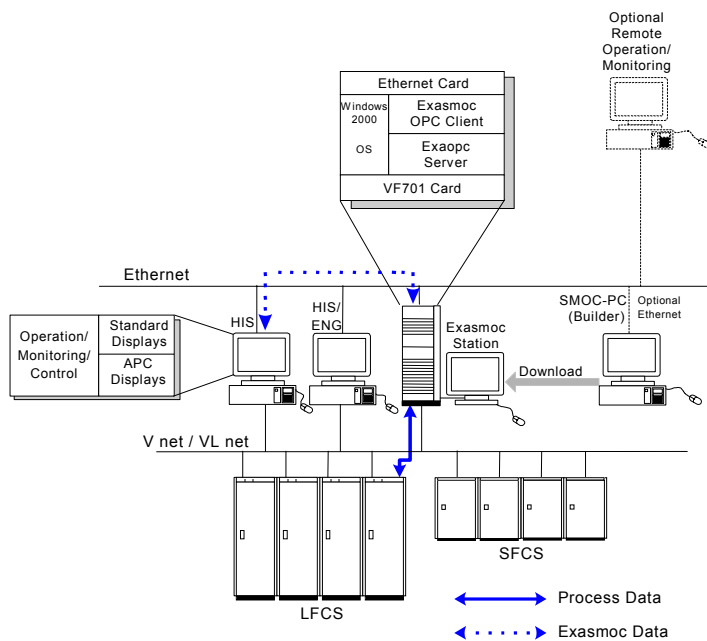 Optional
Remote
Operation/
Monitoring
Ethernet Card
Windows
2000
OS
Exasmoc
OPC Client
Exaopc
Server
VF701 Card
Ethernet
HIS
HIS/
ENG
Exasmoc
Station
SMOC-PC
(Builder)
Optional
Ethernet
Operation/
Monitoring/
Control
Standard
Displays
APC
Displays
Download
V net / VL net
LFCS
SFCS
Process Data
Exasmoc Data